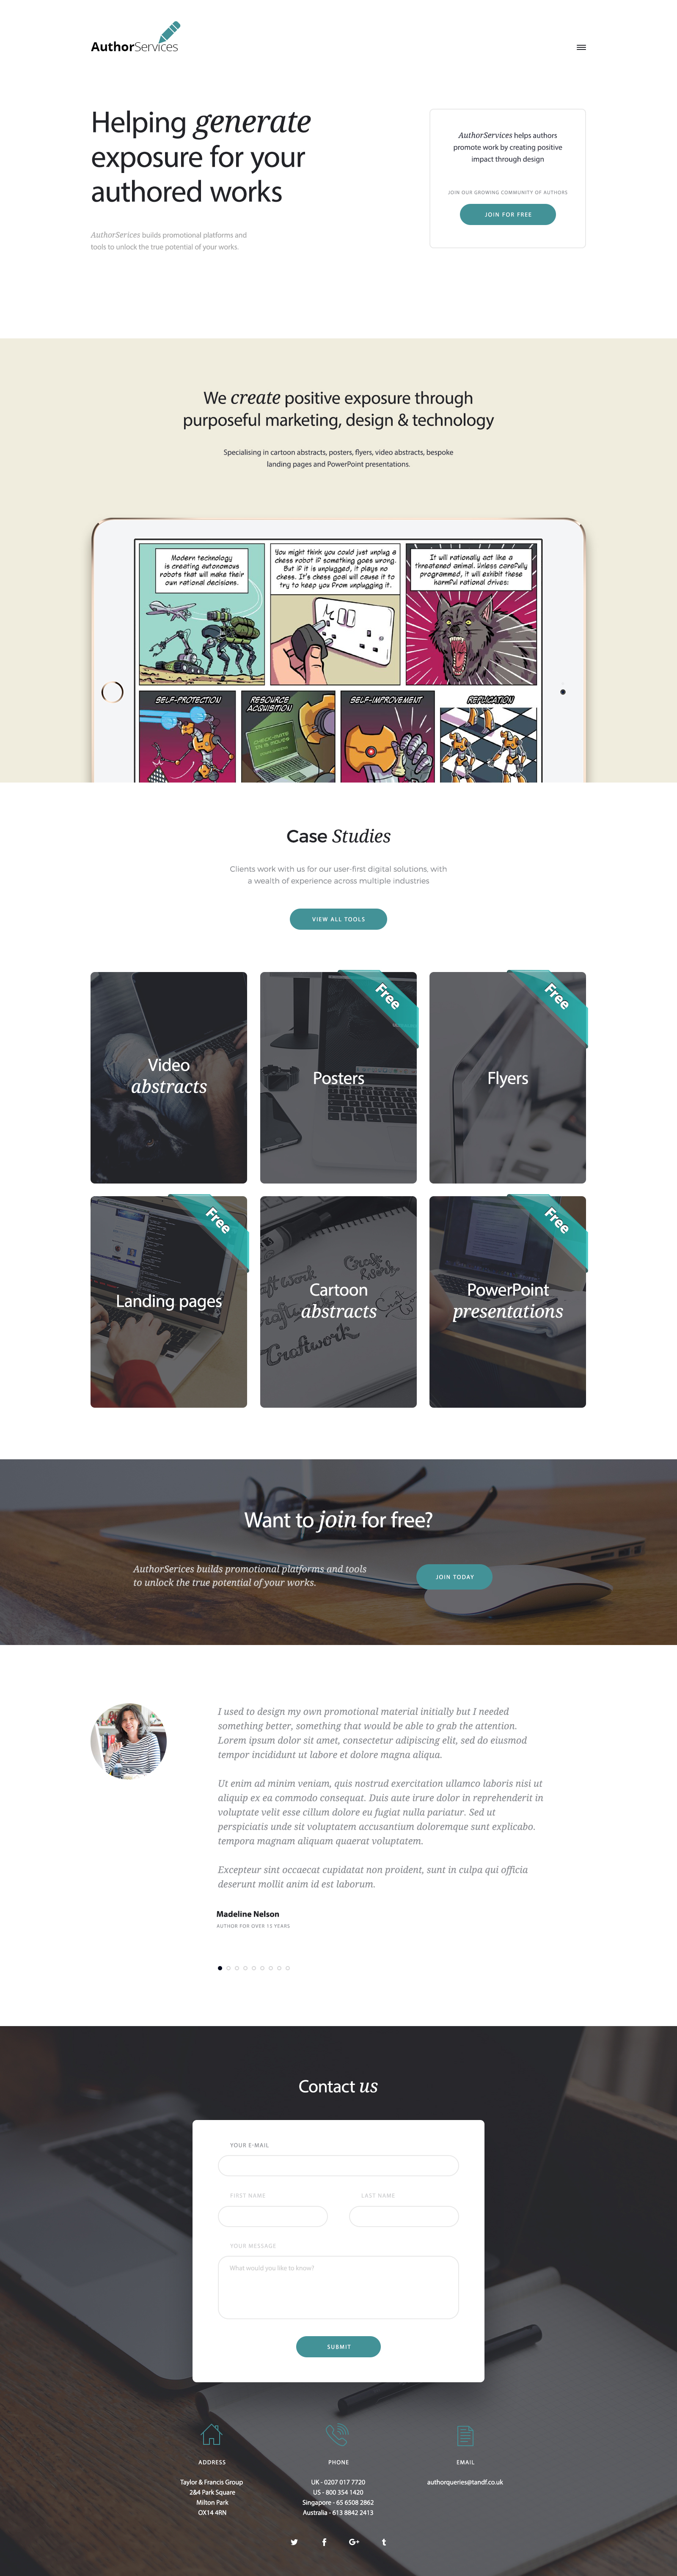 AuthorServices
Helping generate
exposure for your
authored works
AuthorSerices builds promotional platforms and
tools to unlock the true potential of your works.
AuthorServices helps authors
promote work by creating positive
impact through design
JOIN OUR GROWING COMMUNITY OF AUTHORS
JOIN FOR FREE
We create positive exposure through
purposeful marketing, design & technology
Specialising in cartoon abstracts, posters, flyers, video abstracts, bespoke
landing pages and PowerPoint presentations.
Modern technology
is creating autonomous
robots that will make their
own rational decisions.
You might think you could just unplug a
chess robot if something goes wrong.
But if it is unplugged, it plays no
chess. It's chess goal will cause it to
try to keep you from unplugging it.
It will rationally act like a
threatened animal. Unless carefully
programmed, it will exhibit these
harmful rational drives:
SELF-PROTECTION
RESOURCE
ACQUISITION
CHECK-MATE
IN 12 MOVES
SELF-IMPROVEMENT
REPLICATION
Case Studies
Clients work with us for our user-first digital solutions, with
a wealth of experience across multiple industries
VIEW ALL TOOLS
Video
abstracts
Free
Posters
Free
Flyers
Free
Landing pages
Cartoon
abstracts
Craftwork
Free
PowerPoint
presentations
Want to join for free?
AuthorSerices builds promotional platforms and tools
to unlock the true potential of your works.
JOIN TODAY
I used to design my own promotional material initially but I needed
something better, something that would be able to grab the attention.
Lorem ipsum dolor sit amet, consectetur adipiscing elit, sed do eiusmod
tempor incididunt ut labore et dolore magna aliqua.
Ut enim ad minim veniam, quis nostrud exercitation ullamco laboris nisi ut
aliquip ex ea commodo consequat. Duis aute irure dolor in reprehenderit in
voluptate velit esse cillum dolore eu fugiat nulla pariatur. Sed ut
perspiciatis unde sit voluptatem accusantium doloremque sunt explicabo.
tempora magnam aliquam quaerat voluptatem.
Excepteur sint occaecat cupidatat non proident, sunt in culpa qui officia
deserunt mollit anim id est laborum.
Madeline Nelson
AUTHOR FOR OVER 15 YEARS
Contact us
YOUR E-MAIL
FIRST NAME
LAST NAME
YOUR MESSAGE
What would you like to know?
SUBMIT
ADDRESS
Taylor & Francis Group
2&4 Park Square
Milton Park
OX14 4RN
PHONE
UK - 0207 017 7720
US - 800 354 1420
Singapore - 65 6508 2862
Australia - 613 8842 2413
EMAIL
authorqueries@tandf.co.uk